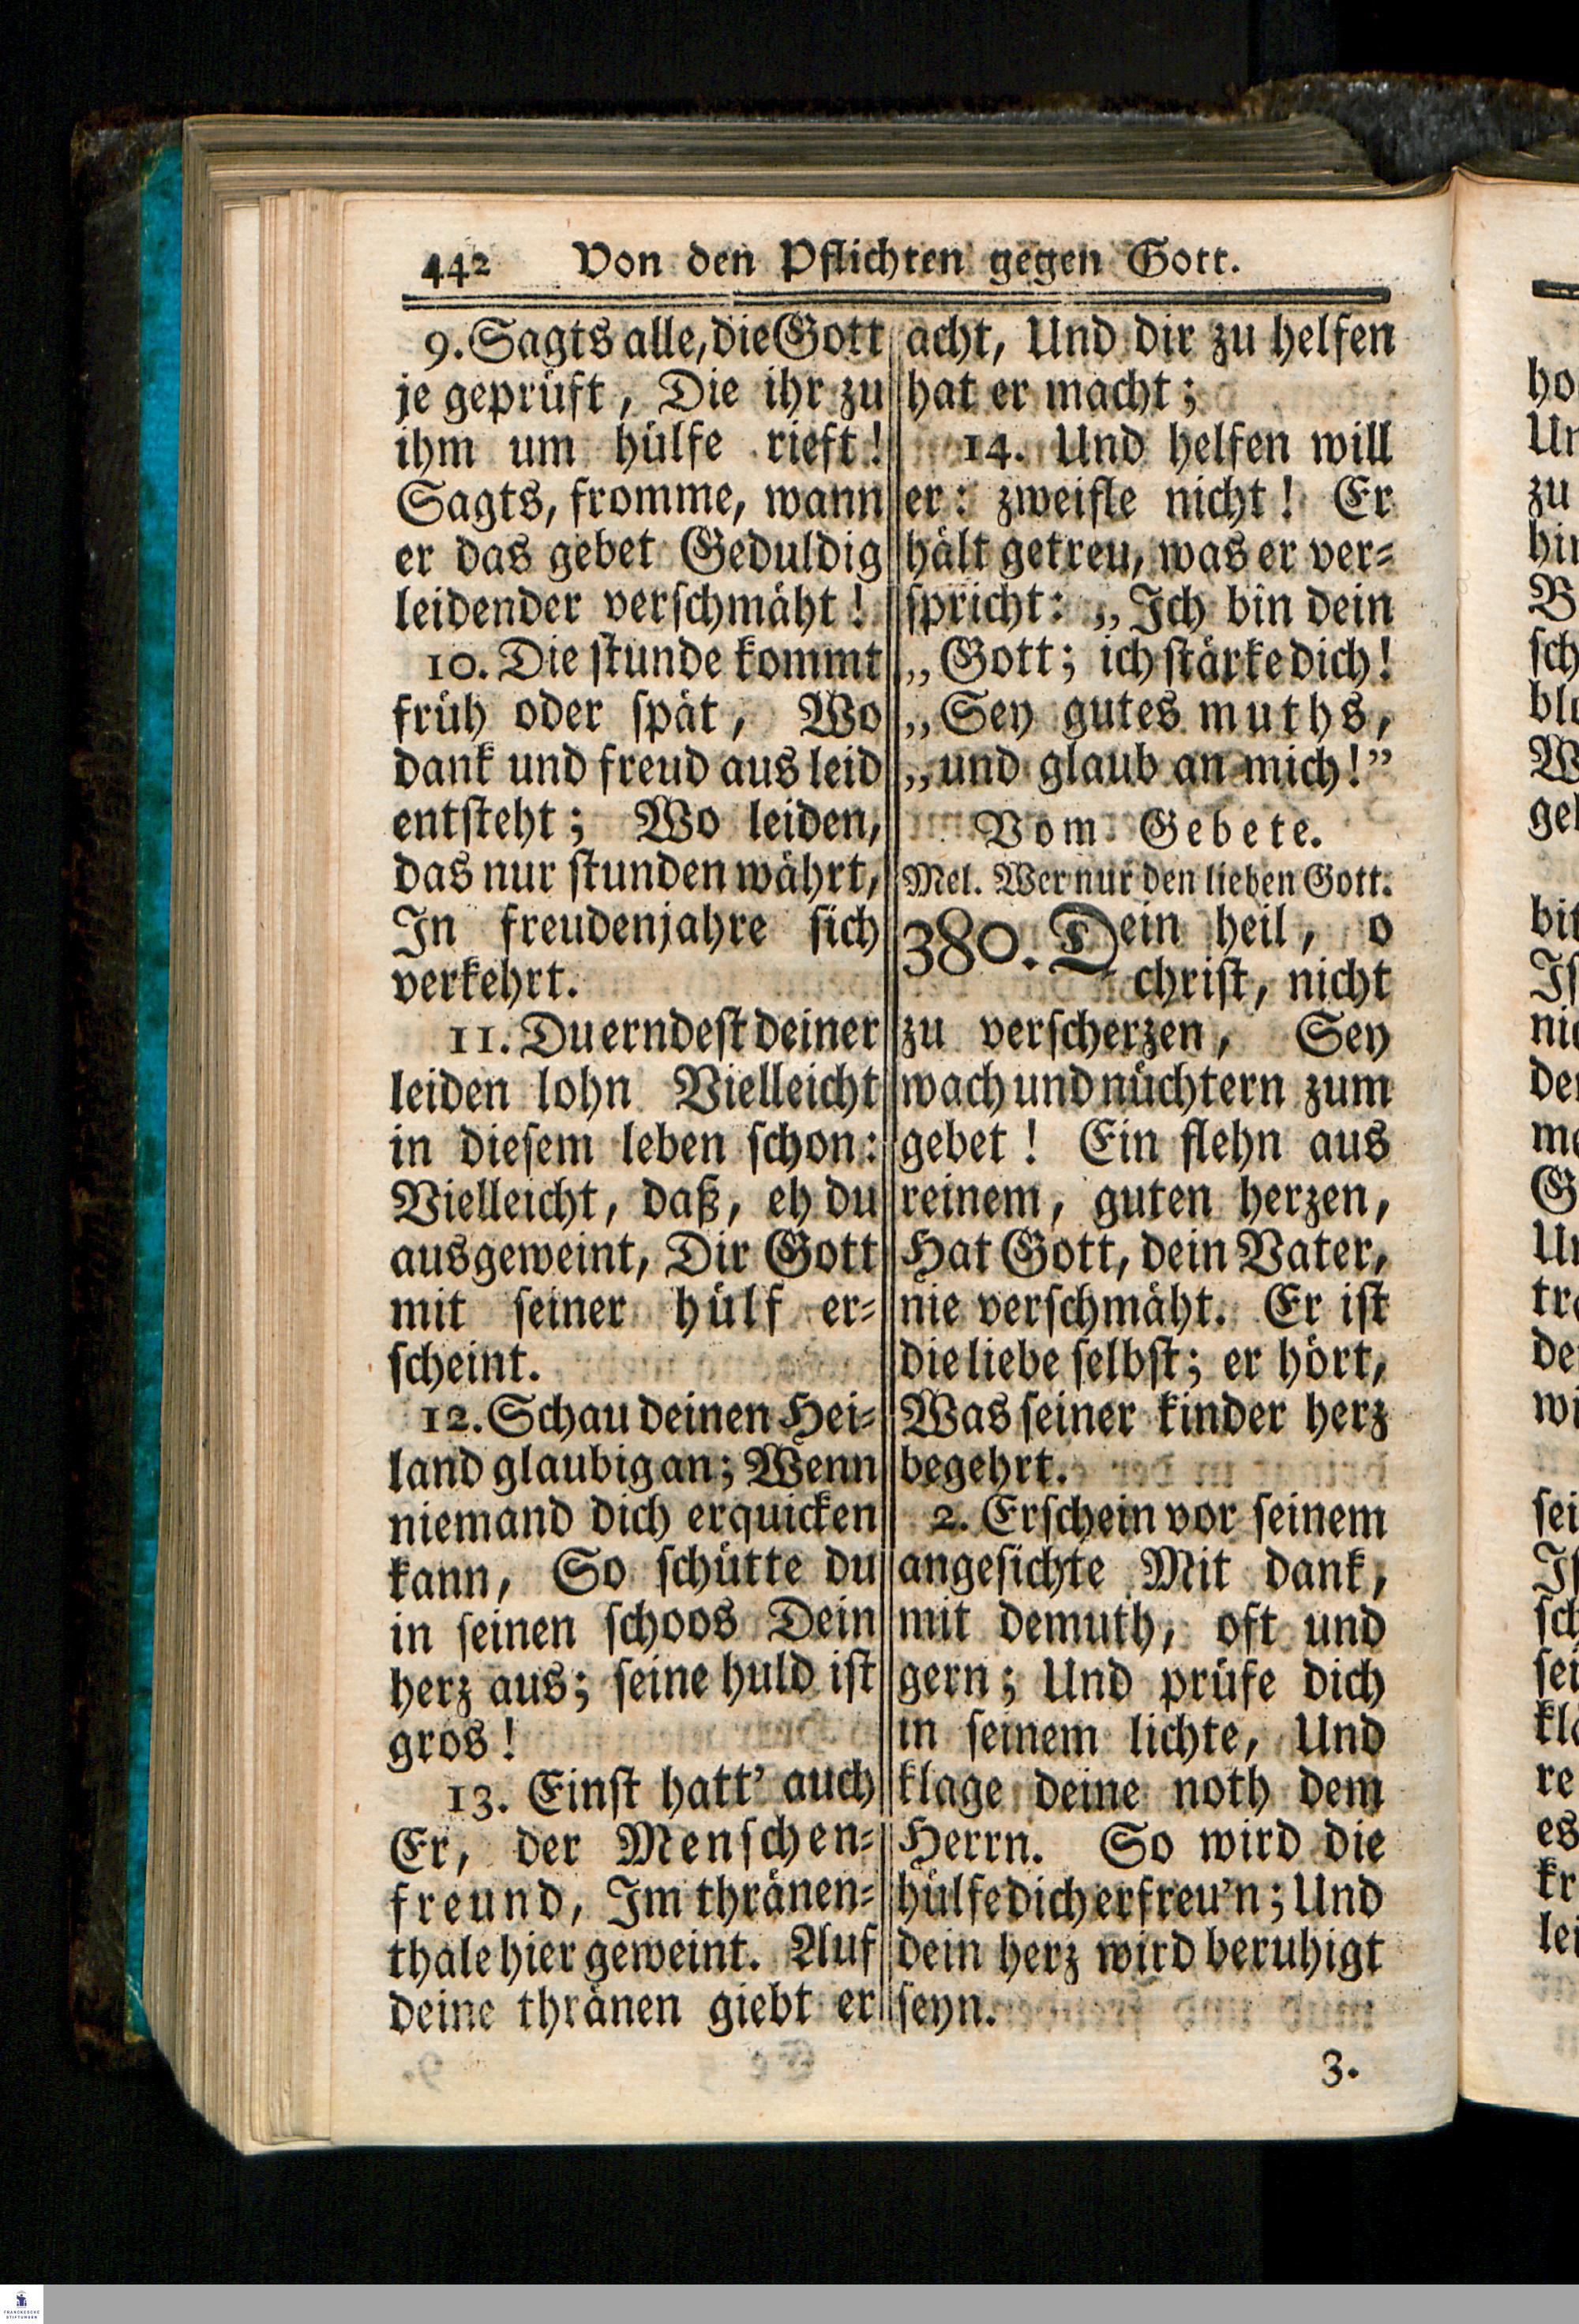 442 Von den Pflichten gegen Gott.
9. Sagts alle, die Gott
je geprüft, Die ihr zu
ihm um hülfe rieft!
Sagts, fromme, wann
er das gebet Geduldig
leidender verschmäht!
10. Die stunde kommt
früh oder spät, Wo
dank und freud aus leid
entsteht; Wo leiden,
das nur stunden währt,
In freudenjahre sich
verkehrt.
11. Du erndest deiner
leiden lohn Vielleicht
in diesem leben schon:
Vielleicht, daß, eh du
ausgeweint, Dir Gott
mit seiner hülf er-
scheint.
12. Schau deinen Hei-
land glaubig an; Wenn
niemand dich erquicken
kann, So schütte du
in seinen schoos Dein
herz aus; seine huld ist
gros!
13. Einst hatt' auch
Er, der Menschen-
freund, Im thränen-
thale hier geweint. Auf
deine thränen giebt er
acht, Und dir zu helfen
hat er macht;
14. Und helfen will
er: zweifle nicht! Er
hält getreu, was er ver-
spricht: „Ich bin dein
„Gott; ich stärke dich!
„Sey gutes muths,
„und glaub an mich!”
Vom Gebete.
Mel. Wer nur den lieben Gott.
380. Dein heil, o
christ, nicht
zu verscherzen, Sey
wach und nüchtern zum
gebet! Ein flehn aus
reinem, guten herzen,
Hat Gott, dein Vater,
nie verschmäht. Er ist
die liebe selbst; er hört,
Was seiner kinder herz
begehrt.
2. Erschein vor seinem
angesichte Mit dank,
mit demuth, oft und
gern; Und prüfe dich
in seinem lichte, Und
klage deine noth dem
Herrn. So wird die
hülfe dich erfreu'n; Und
dein herz wird beruhigt
seyn.
3.